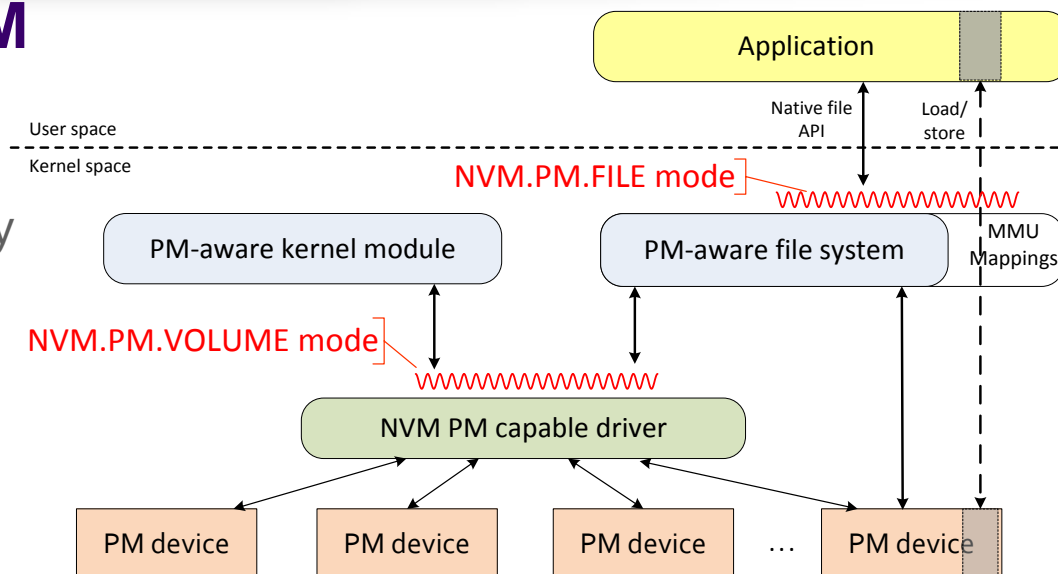 M
Application
Native file
API
Load/
store
User space
Kernel space
NVM.PM.FILE mode
y
PM-aware kernel module
PM-aware file system
MMU
Mappings
NVM.PM.VOLUME mode
NVM PM capable driver
PM device
PM device
PM device
...
PM device